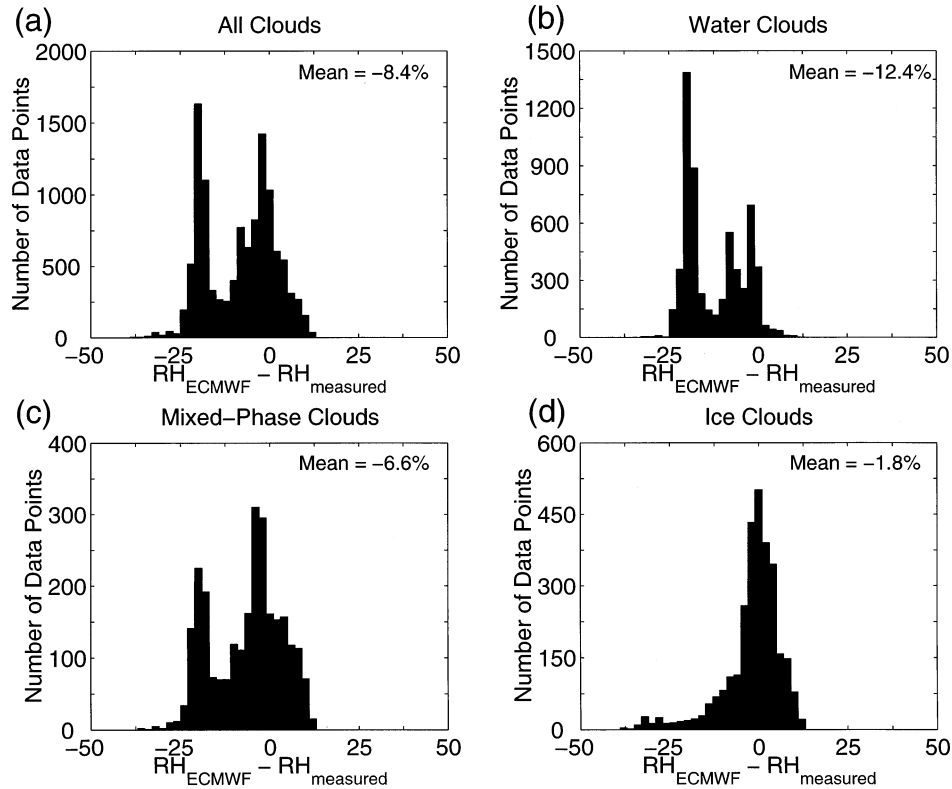 (a)
All Clouds
Mean = −8.4%
Number of Data Points
2000
1500
1000
500
0
−50
−25
0
25
50
RH_ECMWF − RH_measured
(b)
Water Clouds
Mean = −12.4%
Number of Data Points
1500
1200
900
600
300
0
−50
−25
0
25
50
RH_ECMWF − RH_measured
(c)
Mixed−Phase Clouds
Mean = −6.6%
Number of Data Points
400
300
200
100
0
−50
−25
0
25
50
RH_ECMWF − RH_measured
(d)
Ice Clouds
Mean = −1.8%
Number of Data Points
600
450
300
150
0
−50
−25
0
25
50
RH_ECMWF − RH_measured